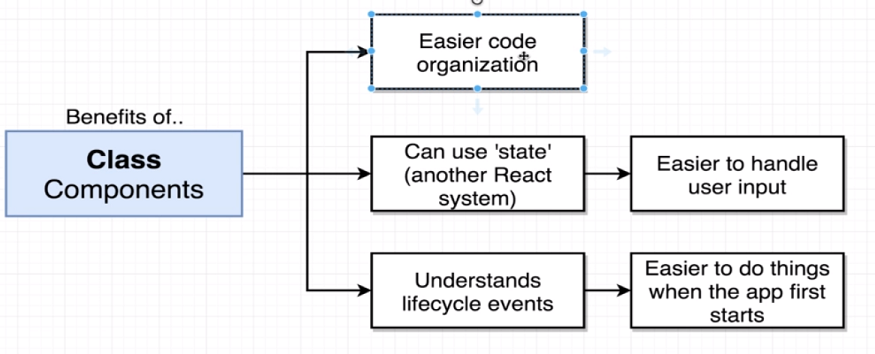 Benefits of..
Class
Components
Easier code
organization
Can use 'state'
(another React
system)
Easier to handle
user input
Understands
lifecycle events
Easier to do things
when the app first
starts